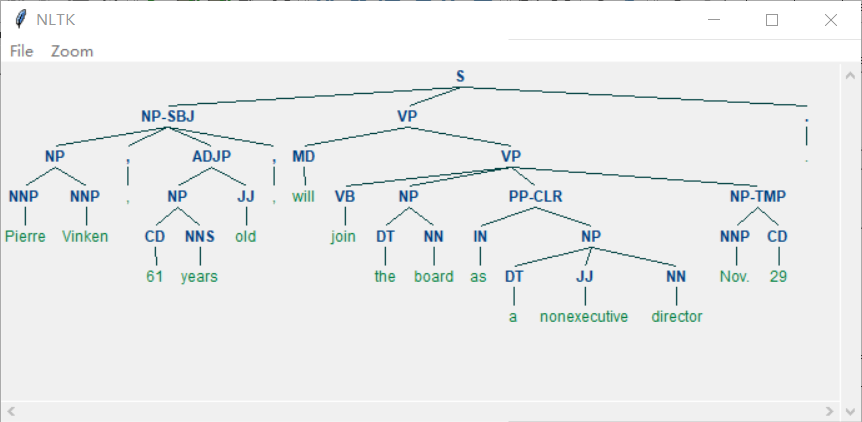 NLTK
File Zoom
S
NP-SBJ VP .
NP , ADJP , MD VP .
NNP NNP , NP JJ , will VB NP PP-CLR NP-TMP
Pierre Vinken CD NNS old join DT NN IN NP NNP CD
61 years the board as DT JJ NN Nov. 29
a nonexecutive director